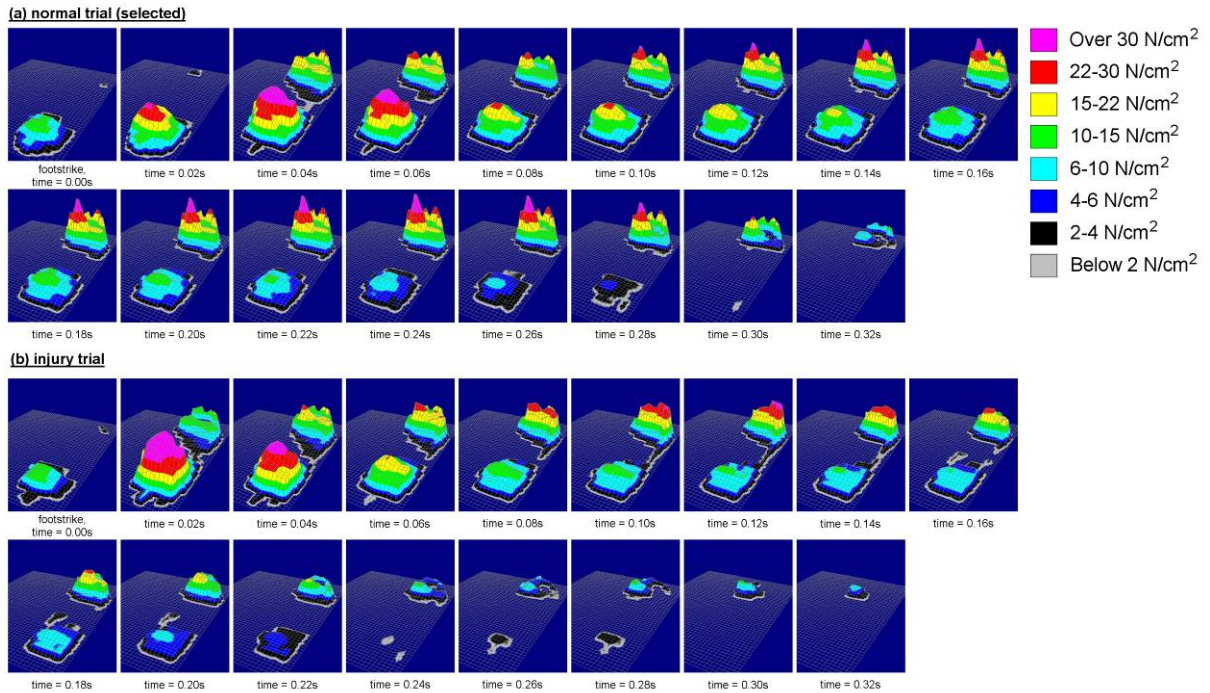 (a) normal trial (selected)
footstrike,
time = 0.00s
time = 0.02s
time = 0.04s
time = 0.06s
time = 0.08s
time = 0.10s
time = 0.12s
time = 0.14s
time = 0.16s
time = 0.18s
time = 0.20s
time = 0.22s
time = 0.24s
time = 0.26s
time = 0.28s
time = 0.30s
time = 0.32s
Over 30 N/cm²
22-30 N/cm²
15-22 N/cm²
10-15 N/cm²
6-10 N/cm²
4-6 N/cm²
2-4 N/cm²
Below 2 N/cm²
(b) injury trial
footstrike,
time = 0.00s
time = 0.02s
time = 0.04s
time = 0.06s
time = 0.08s
time = 0.10s
time = 0.12s
time = 0.14s
time = 0.16s
time = 0.18s
time = 0.20s
time = 0.22s
time = 0.24s
time = 0.26s
time = 0.28s
time = 0.30s
time = 0.32s